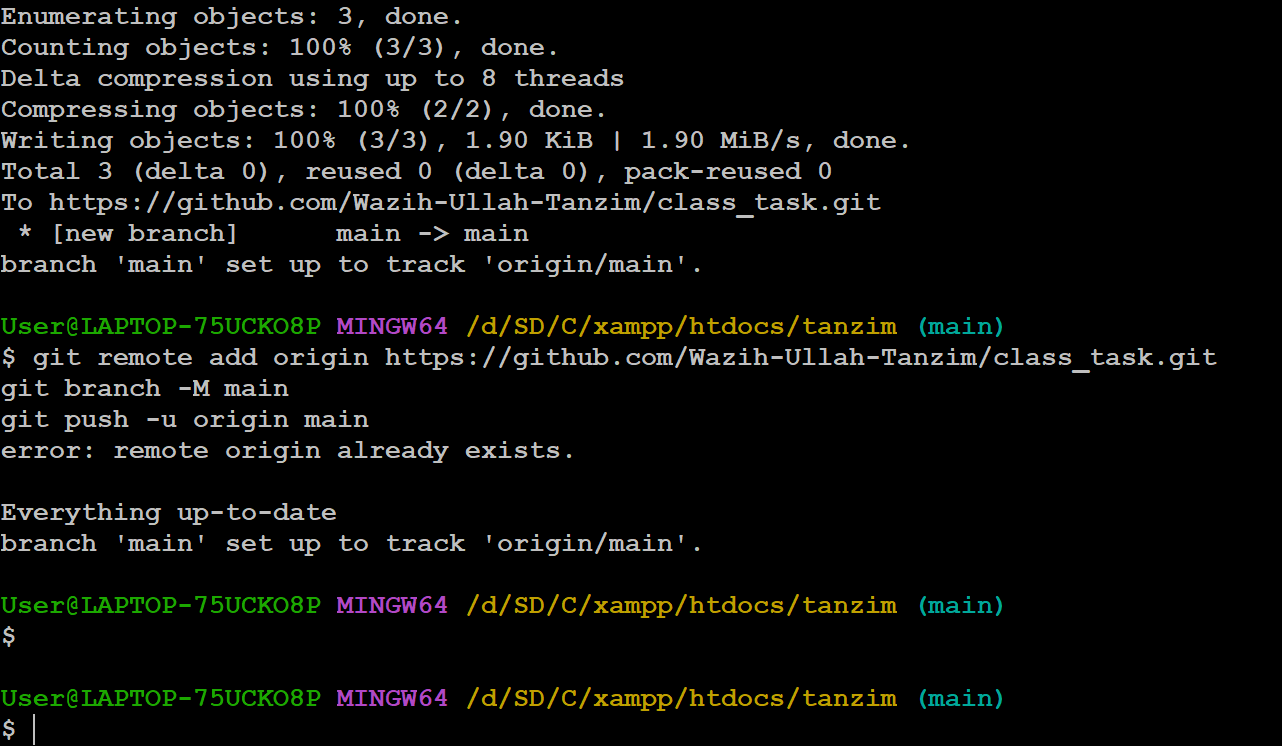 Enumerating objects: 3, done.
Counting objects: 100% (3/3), done.
Delta compression using up to 8 threads
Compressing objects: 100% (2/2), done.
Writing objects: 100% (3/3), 1.90 KiB | 1.90 MiB/s, done.
Total 3 (delta 0), reused 0 (delta 0), pack-reused 0
To https://github.com/Wazih-Ullah-Tanzim/class_task.git
 * [new branch]      main -> main
branch 'main' set up to track 'origin/main'.

User@LAPTOP-75UCKO8P MINGW64 /d/SD/C/xampp/htdocs/tanzim (main)
$ git remote add origin https://github.com/Wazih-Ullah-Tanzim/class_task.git
git branch -M main
git push -u origin main
error: remote origin already exists.

Everything up-to-date
branch 'main' set up to track 'origin/main'.

User@LAPTOP-75UCKO8P MINGW64 /d/SD/C/xampp/htdocs/tanzim (main)
$

User@LAPTOP-75UCKO8P MINGW64 /d/SD/C/xampp/htdocs/tanzim (main)
$